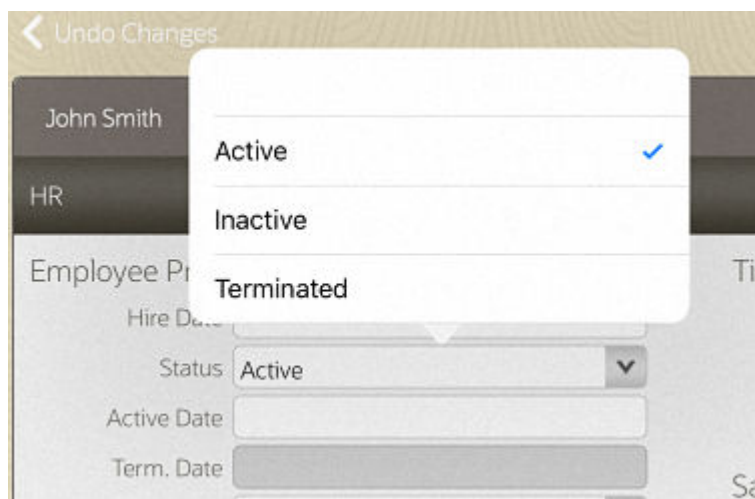 Undo Changes
John Smith
Active
HR
Inactive
Employee Pr
Terminated
Ti
Hire Date
Status Active
Active Date
Term. Date
Sa